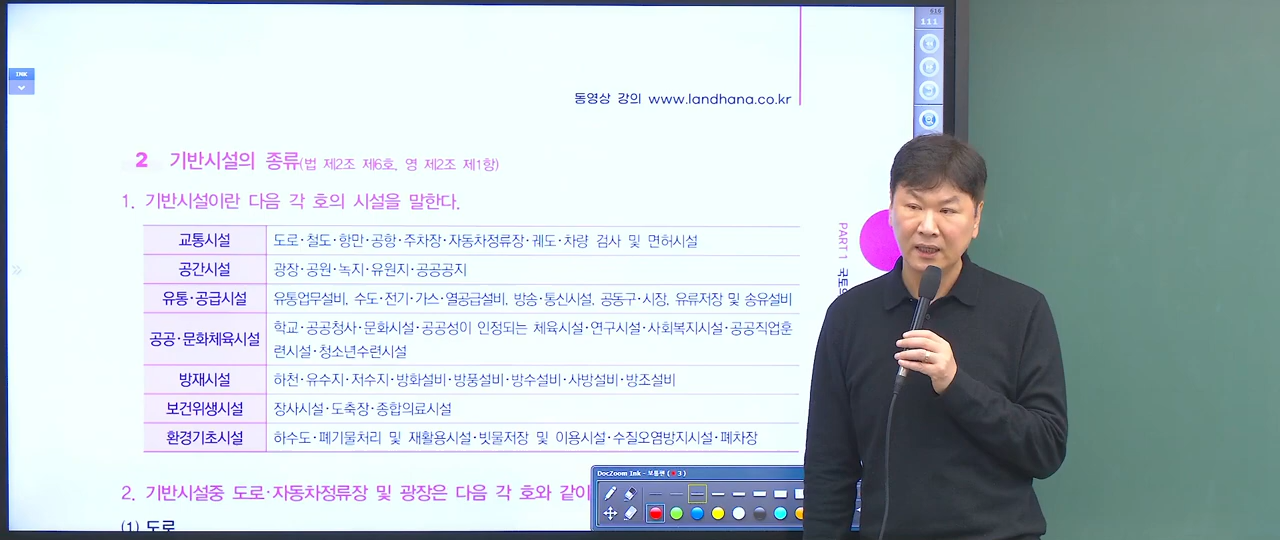 616
111
INK
동영상 강의 www.landhana.co.kr
2 기반시설의 종류(법 제2조 제6호, 영 제2조 제1항)
1. 기반시설이란 다음 각 호의 시설을 말한다.
교통시설 도로·철도·항만·공항·주차장·자동차정류장·궤도·차량 검사 및 면허시설
공간시설 광장·공원·녹지·유원지·공공공지
유통·공급시설 유통업무설비, 수도·전기·가스·열공급설비, 방송·통신시설, 공동구·시장, 유류저장 및 송유설비
공공·문화체육시설 학교·공공청사·문화시설·공공성이 인정되는 체육시설·연구시설·사회복지시설·공공직업훈
련시설·청소년수련시설
방재시설 하천·유수지·저수지·방화설비·방풍설비·방수설비·사방설비·방조설비
보건위생시설 장사시설·도축장·종합의료시설
환경기초시설 하수도·폐기물처리 및 재활용시설·빗물저장 및 이용시설·수질오염방지시설·폐차장
PART 1 국토의
2. 기반시설중 도로·자동차정류장 및 광장은 다음 각 호와 같이
(1) 도로
DocZoom Ink - 보통펜 ( 3 )